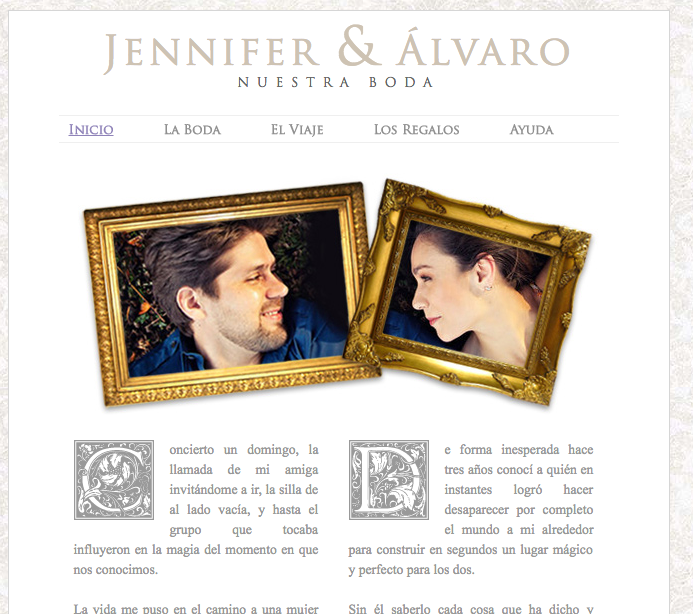 JENNIFER & ÁLVARO
NUESTRA BODA
INICIO LA BODA EL VIAJE LOS REGALOS AYUDA
Concierto un domingo, la
llamada de mi amiga
invitándome a ir, la silla de
al lado vacía, y hasta el
grupo que tocaba
influyeron en la magia del momento en que
nos conocimos.
La vida me puso en el camino a una mujer
De forma inesperada hace
tres años conocí a quién en
instantes logró hacer
desaparecer por completo
el mundo a mi alrededor
para construir en segundos un lugar mágico
y perfecto para los dos.
Sin él saberlo cada cosa que ha dicho y